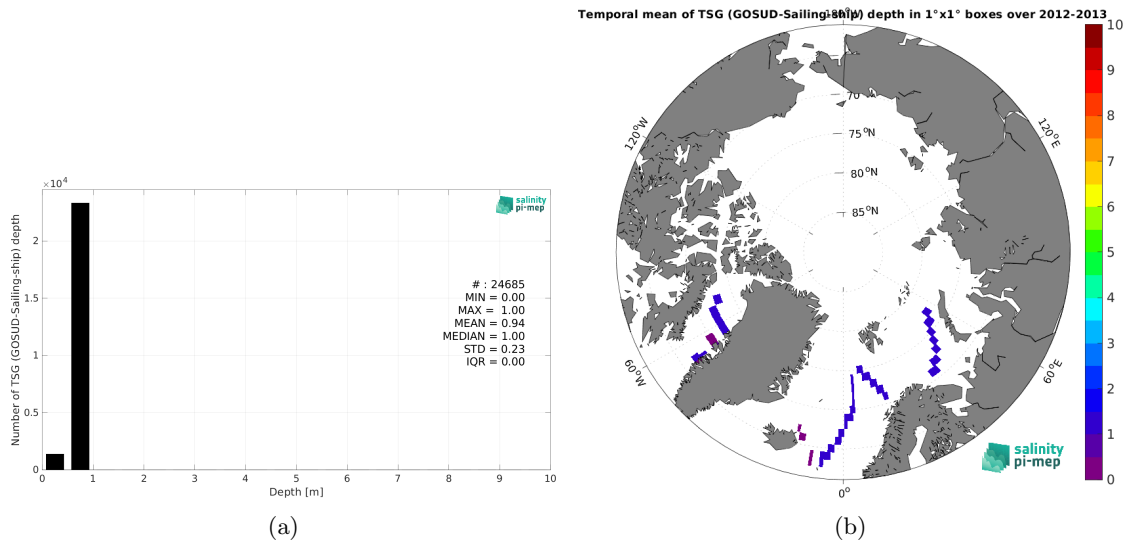 ×10⁴
2
1.5
1
0.5
0
Number of TSG (GOSUD-Sailing-ship) depth
salinity
pi-mep
# : 24685
MIN = 0.00
MAX = 1.00
MEAN = 0.94
MEDIAN = 1.00
STD = 0.23
IQR = 0.00
0 1 2 3 4 5 6 7 8 9 10
Depth [m]
(a)
Temporal mean of TSG (GOSUD-Sailing-ship) depth in 1°x1° boxes over 2012-2013
120°W
120°E
75°N
80°N
85°N
60°W
60°E
0°
salinity
pi-mep
10
9
8
7
6
5
4
3
2
1
0
(b)